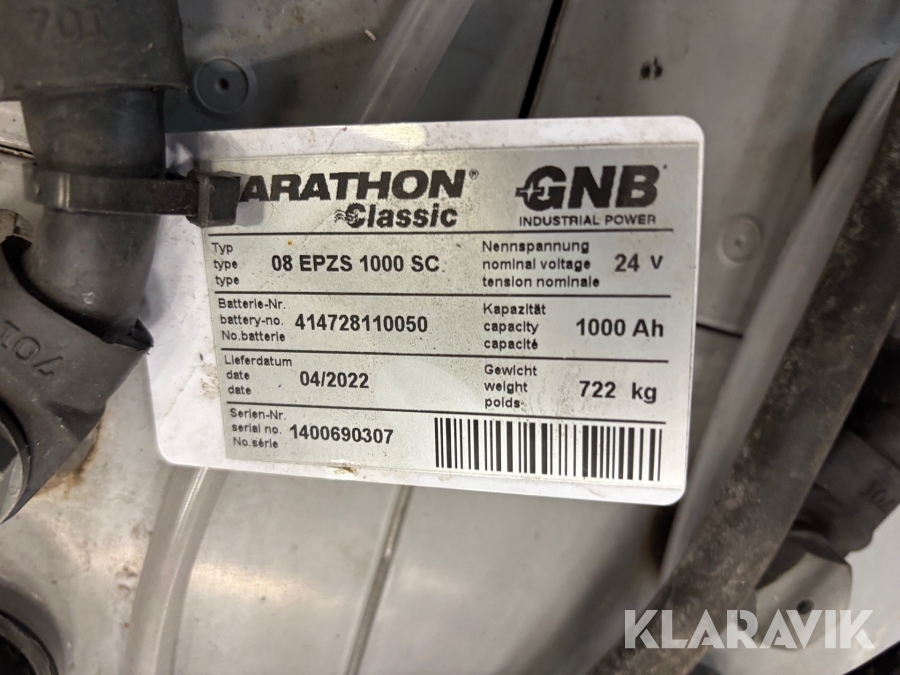 701
ARATHON®
Classic
GNB
INDUSTRIAL POWER
Typ
type
type
08 EPZS 1000 SC
Nennspannung
nominal voltage
tension nominale
24 V
Batterie-Nr.
battery-no.
No.batterie
414728110050
Kapazität
capacity
capacité
1000 Ah
Lieferdatum
date
date
04/2022
Gewicht
weight
poids
722 kg
Serien-Nr.
serial no.
No.série
1400690307
701
KLARAVIK